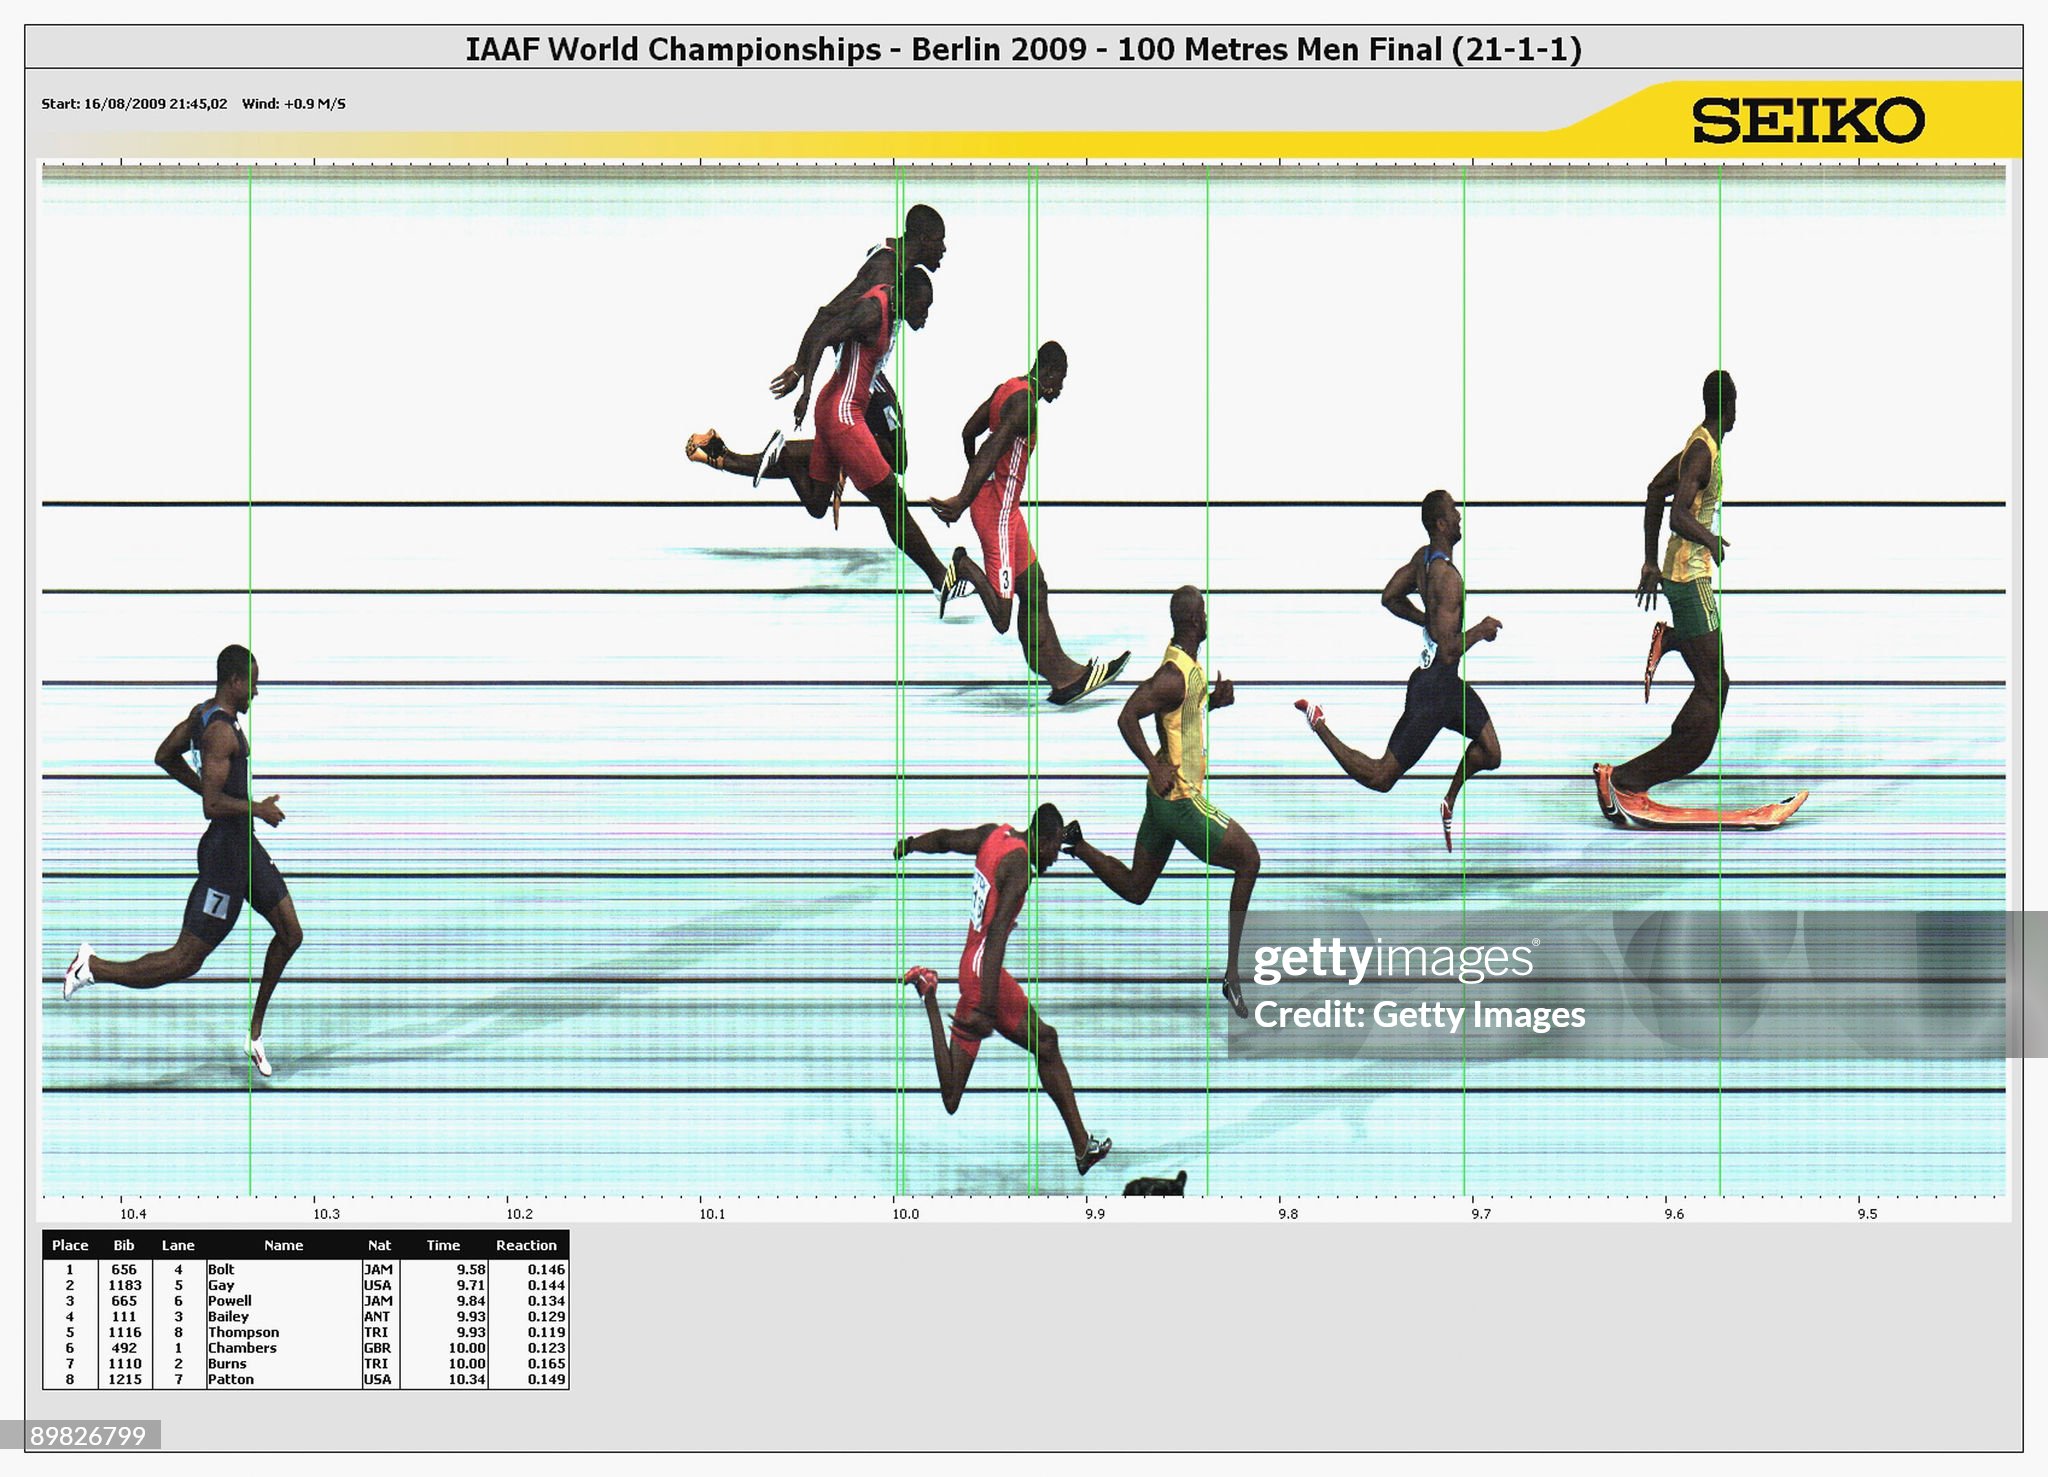 IAAF World Championships - Berlin 2009 - 100 Metres Men Final (21-1-1)
Start: 16/08/2009 21:45,02 Wind: +0.9 M/S
SEIKO
3
7
gettyimages®
Credit: Getty Images
10.4 10.3 10.2 10.1 10.0 9.9 9.8 9.7 9.6 9.5
Place Bib Lane Name Nat Time Reaction
1 656 4 Bolt JAM 9.58 0.146
2 1183 5 Gay USA 9.71 0.144
3 665 6 Powell JAM 9.84 0.134
4 111 3 Bailey ANT 9.93 0.129
5 1116 8 Thompson TRI 9.93 0.119
6 492 1 Chambers GBR 10.00 0.123
7 1110 2 Burns TRI 10.00 0.165
8 1215 7 Patton USA 10.34 0.149
89826799